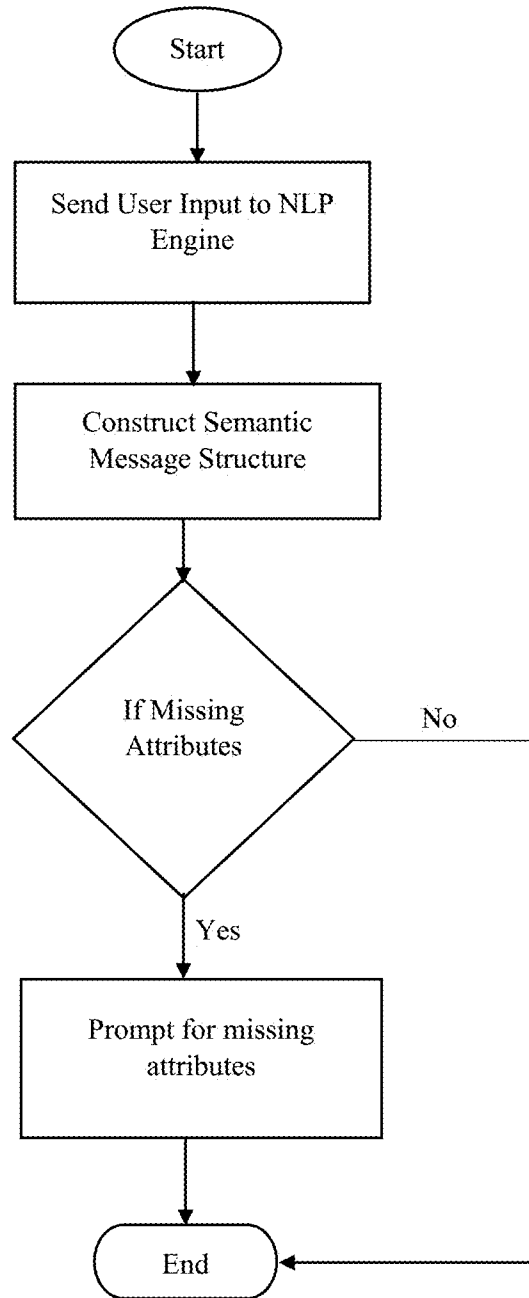 Start
Send User Input to NLP
Engine
Construct Semantic
Message Structure
If Missing
Attributes
No
Yes
Prompt for missing
attributes
End